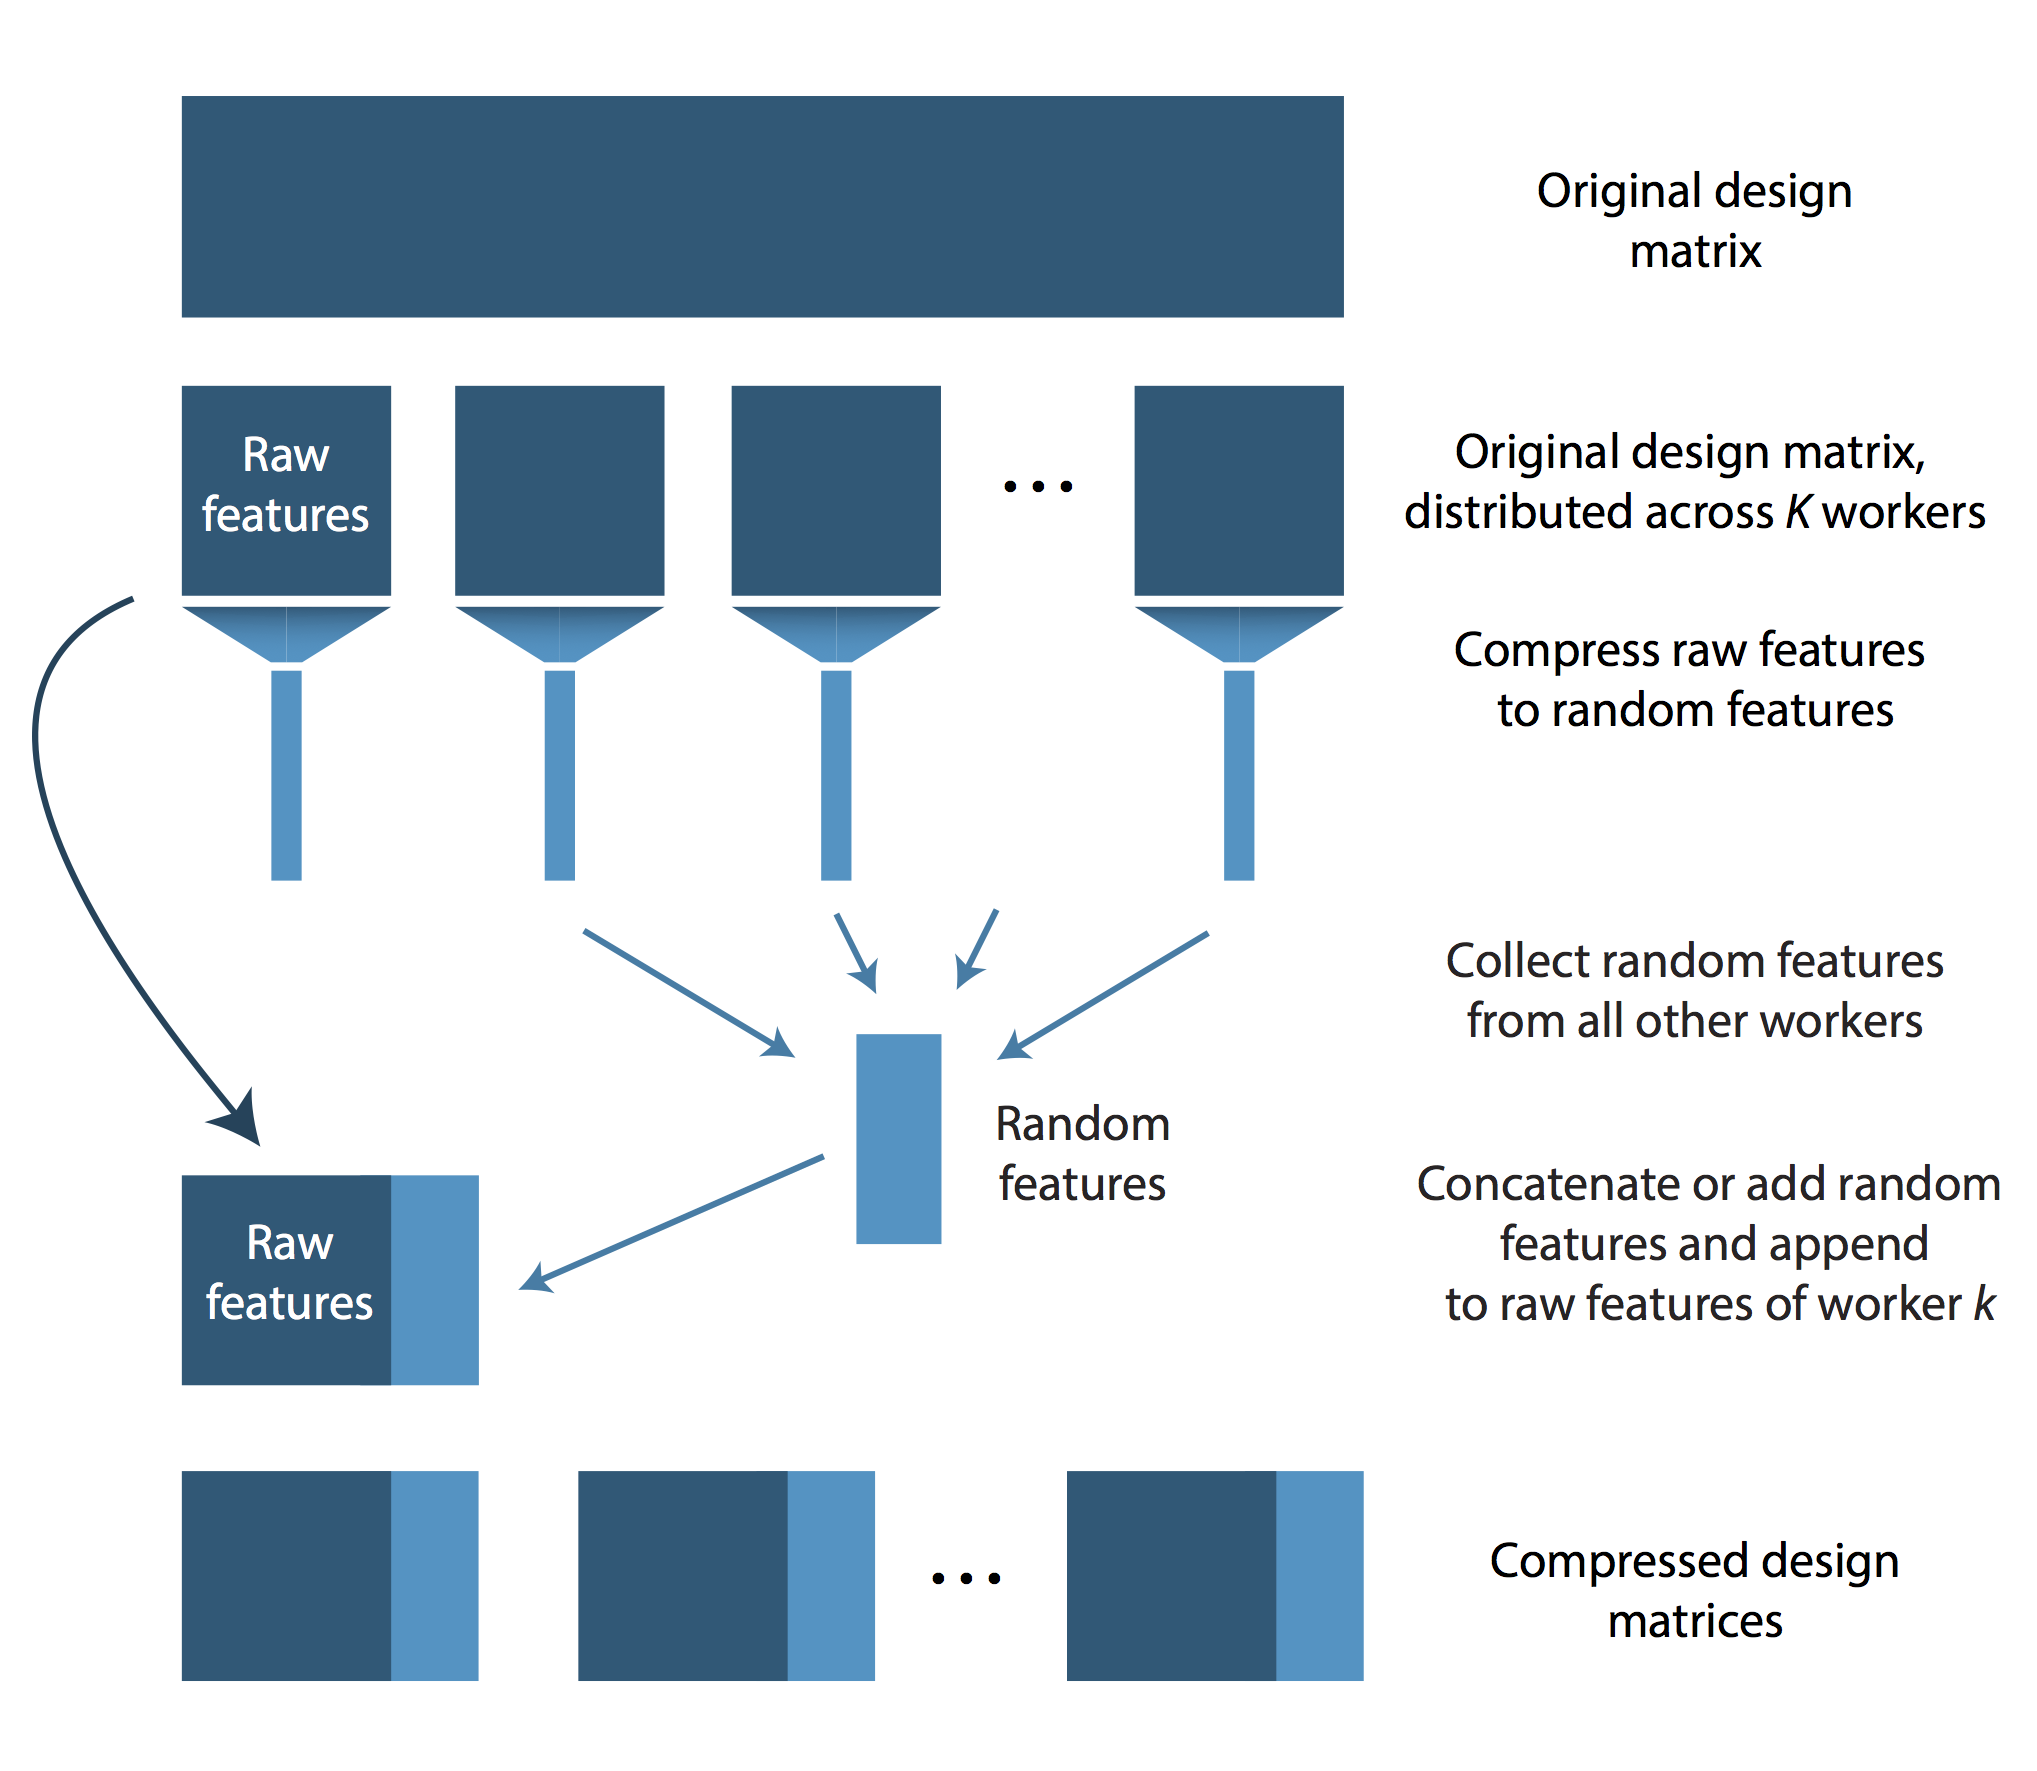 Original design
matrix
Raw
features
...
Original design matrix,
distributed across K workers
Compress raw features
to random features
Collect random features
from all other workers
Random
features
Raw
features
Concatenate or add random
features and append
to raw features of worker k
...
Compressed design
matrices